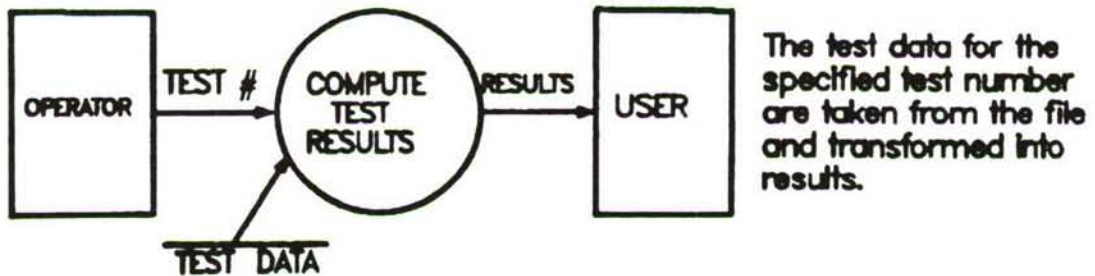 OPERATOR
TEST #
COMPUTE
TEST
RESULTS
RESULTS
USER
TEST DATA
The test data for the
specified test number
are taken from the file
and transformed into
results.